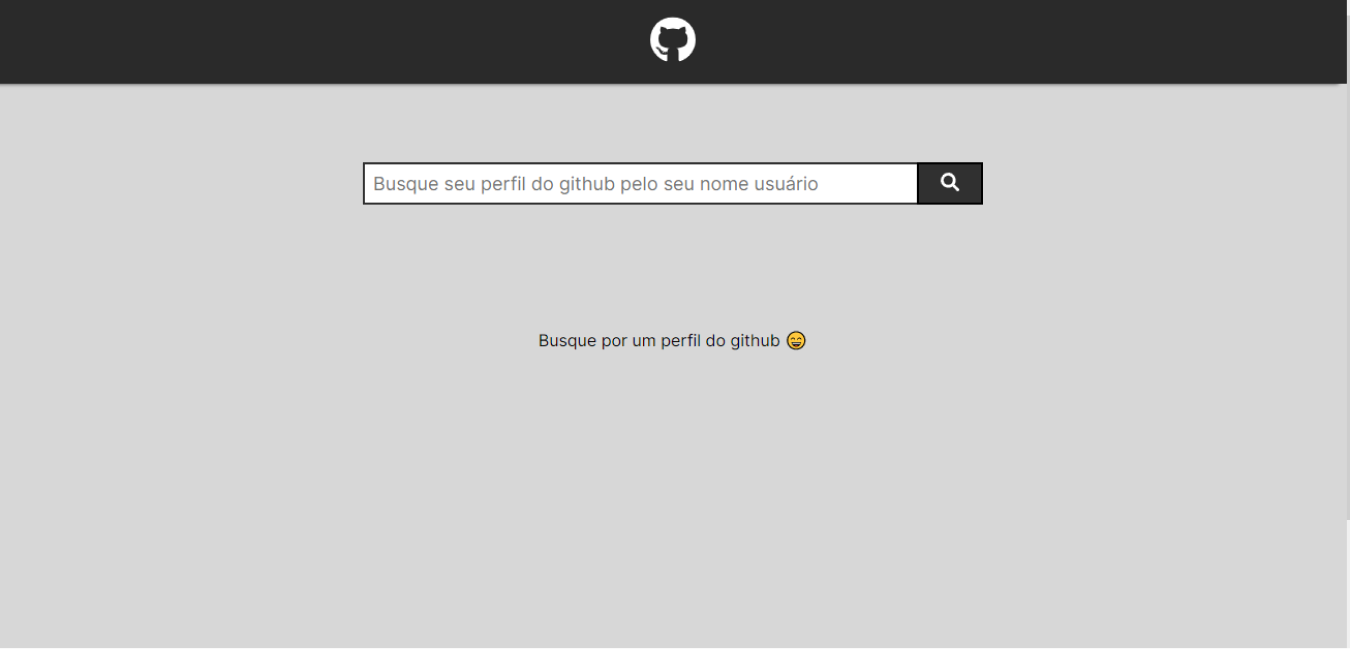 Busque seu perfil do github pelo seu nome usuário
Busque por um perfil do github 😄